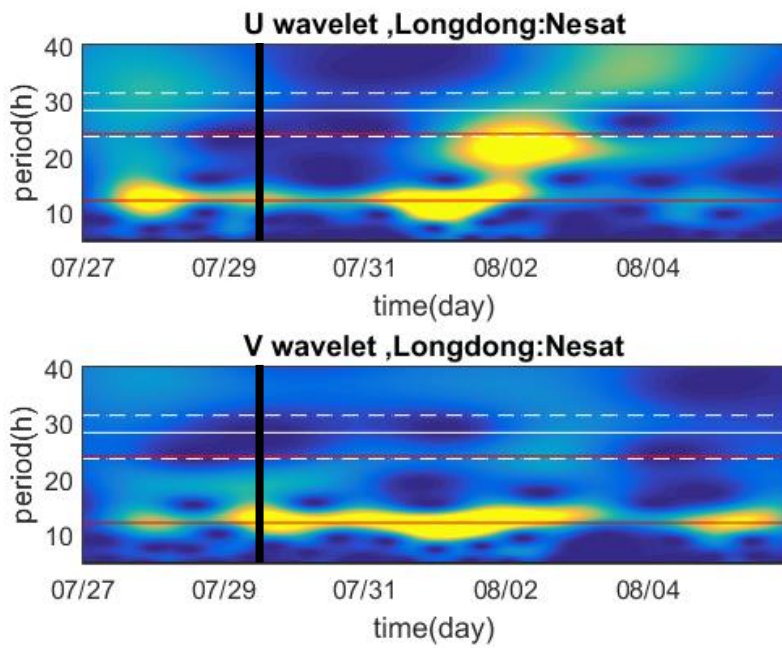 U wavelet ,Longdong:Nesat
40
30
20
10
period(h)
07/27 07/29 07/31 08/02 08/04
time(day)
V wavelet ,Longdong:Nesat
40
30
20
10
period(h)
07/27 07/29 07/31 08/02 08/04
time(day)